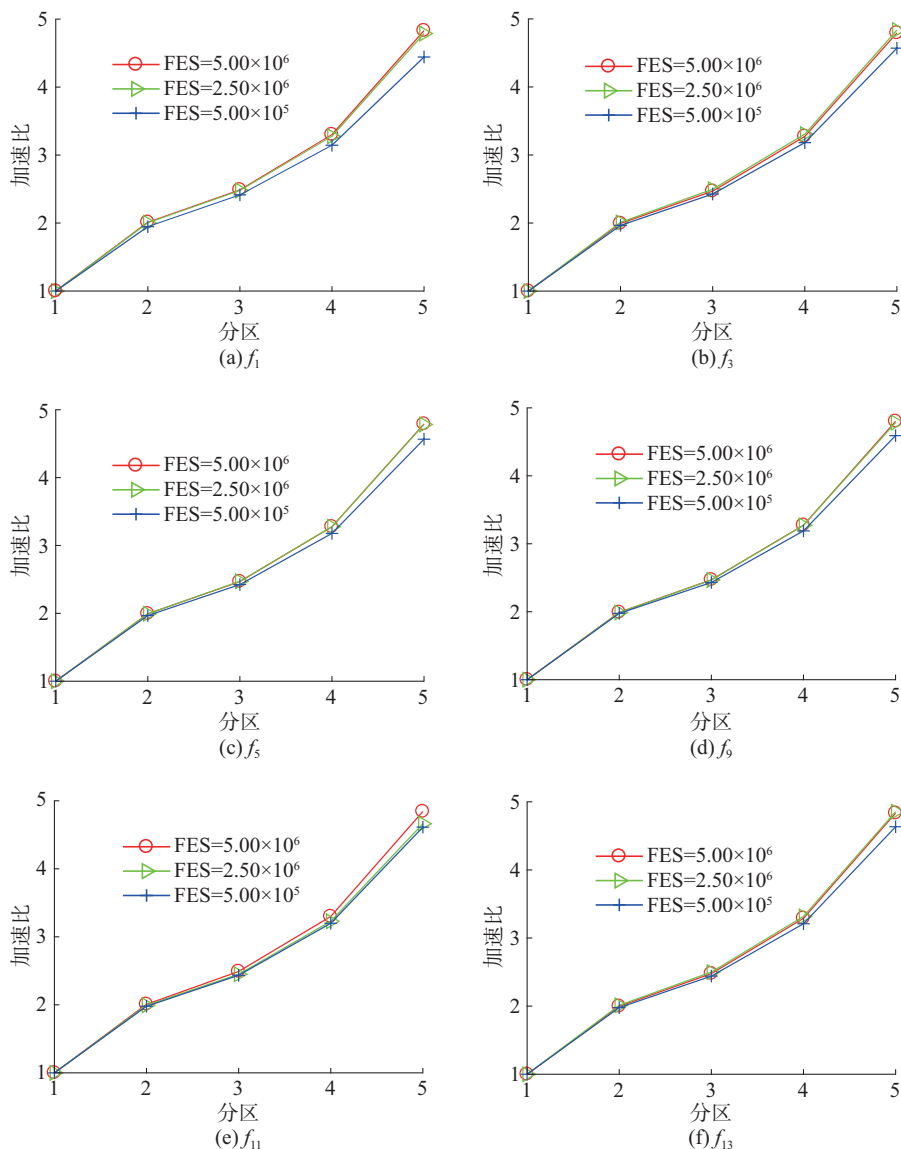 5
4
3
2
1
加速比
FES=5.00×10⁶
FES=2.50×10⁶
FES=5.00×10⁵
1 2 3 4 5
分区
(a) f₁
5
4
3
2
1
加速比
FES=5.00×10⁶
FES=2.50×10⁶
FES=5.00×10⁵
1 2 3 4 5
分区
(b) f₃
5
4
3
2
1
加速比
FES=5.00×10⁶
FES=2.50×10⁶
FES=5.00×10⁵
1 2 3 4 5
分区
(c) f₅
5
4
3
2
1
加速比
FES=5.00×10⁶
FES=2.50×10⁶
FES=5.00×10⁵
1 2 3 4 5
分区
(d) f₉
5
4
3
2
1
加速比
FES=5.00×10⁶
FES=2.50×10⁶
FES=5.00×10⁵
1 2 3 4 5
分区
(e) f₁₁
5
4
3
2
1
加速比
FES=5.00×10⁶
FES=2.50×10⁶
FES=5.00×10⁵
1 2 3 4 5
分区
(f) f₁₃